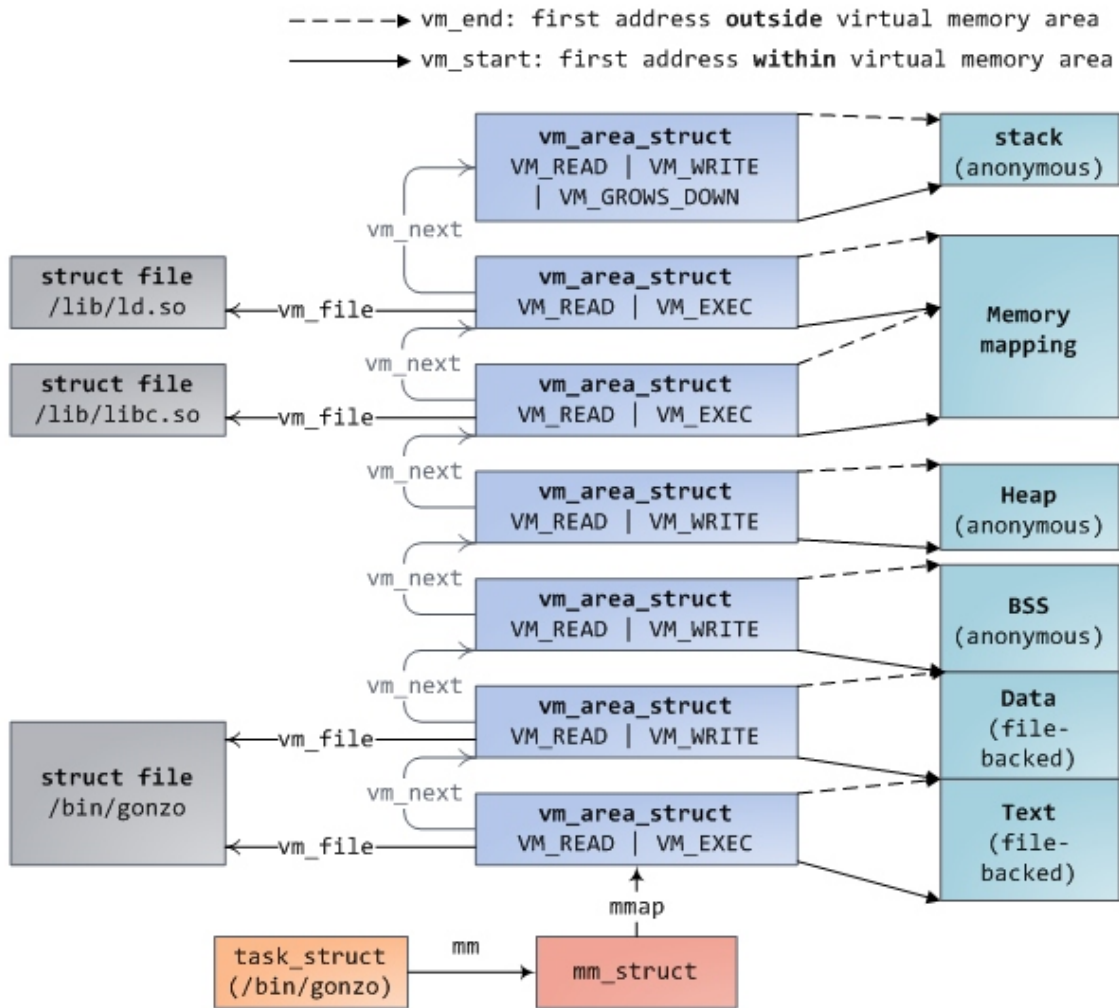 vm_end: first address outside virtual memory area
vm_start: first address within virtual memory area
vm_area_struct
VM_READ | VM_WRITE
| VM_GROWS_DOWN
stack
(anonymous)
vm_next
struct file
/lib/ld.so
vm_file
vm_area_struct
VM_READ | VM_EXEC
Memory
mapping
vm_next
struct file
/lib/libc.so
vm_file
vm_area_struct
VM_READ | VM_EXEC
vm_next
vm_area_struct
VM_READ | VM_WRITE
Heap
(anonymous)
vm_next
vm_area_struct
VM_READ | VM_WRITE
BSS
(anonymous)
vm_next
vm_file
vm_area_struct
VM_READ | VM_WRITE
Data
(file-
backed)
struct file
/bin/gonzo
vm_next
vm_file
vm_area_struct
VM_READ | VM_EXEC
Text
(file-
backed)
mmap
task_struct
(/bin/gonzo)
mm
mm_struct